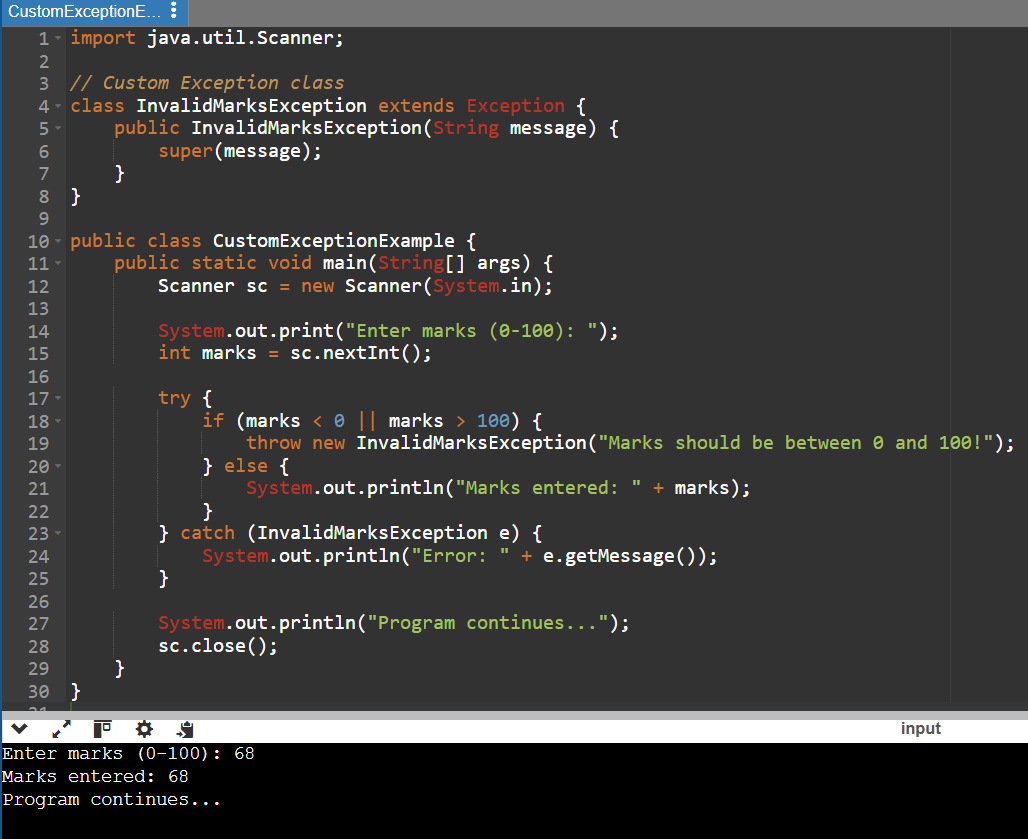 CustomExceptionE...
1 import java.util.Scanner;
2
3 // Custom Exception class
4 class InvalidMarksException extends Exception {
5     public InvalidMarksException(String message) {
6         super(message);
7     }
8 }
9
10 public class CustomExceptionExample {
11     public static void main(String[] args) {
12         Scanner sc = new Scanner(System.in);
13
14         System.out.print("Enter marks (0-100): ");
15         int marks = sc.nextInt();
16
17         try {
18             if (marks < 0 || marks > 100) {
19                 throw new InvalidMarksException("Marks should be between 0 and 100!");
20             } else {
21                 System.out.println("Marks entered: " + marks);
22             }
23         } catch (InvalidMarksException e) {
24             System.out.println("Error: " + e.getMessage());
25         }
26
27         System.out.println("Program continues...");
28         sc.close();
29     }
30 }
31
input
Enter marks (0-100): 68
Marks entered: 68
Program continues...